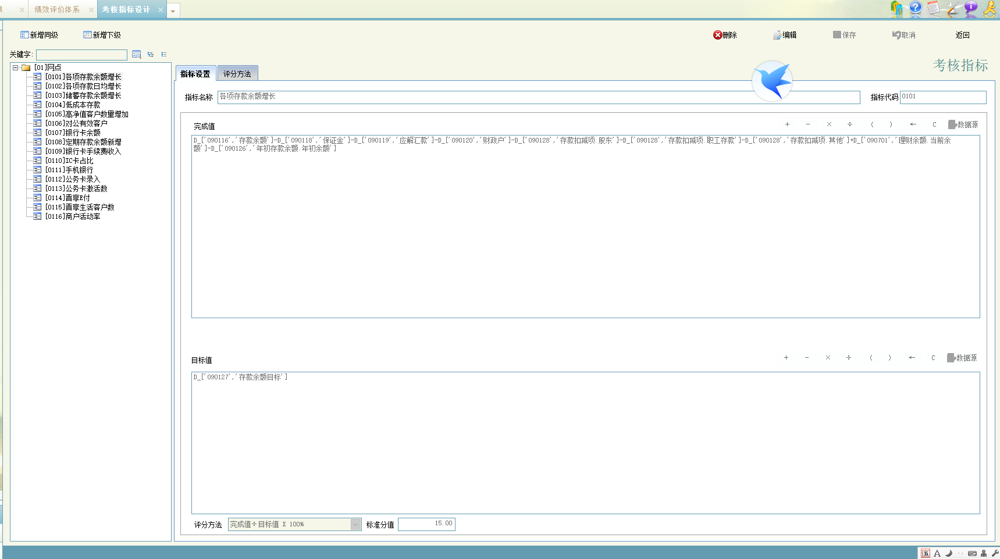 果
绩效评价体系
考核指标设计
新增同级
新增下级
删除
编辑
保存
取消
返回
关键字:
考核指标
[01]网点
[0101]各项存款余额增长
[0102]各项存款日均增长
[0103]储蓄存款余额增长
[0104]低成本存款
[0105]高净值客户数量增加
[0106]对公有效客户
[0107]银行卡余额
[0108]定期存款余额新增
[0109]银行卡手续费收入
[0110]IC卡占比
[0111]手机银行
[0112]公务卡录入
[0113]公务卡激活数
[0114]晋享E付
[0115]晋享生活客户数
[0116]商户活动率
指标设置
评分方法
指标名称 各项存款余额增长
指标代码 0101
完成值
+ - × ÷ ( ) ← C 数据源
D_['090116','存款余额']-D_['090118','保证金']-D_['090119','应解汇款']-D_['090120','财政户']-D_['090128','存款扣减项.股东']-D_['090128','存款扣减项.职工存款']-D_['090128','存款扣减项.其他']+D_['090701','理财余额.当前余
额']-D_['090126','年初存款余额.年初余额']
目标值
+ - × ÷ ( ) ← C 数据源
D_['090127','存款余额目标']
评分方法 完成值÷目标值 X 100%
标准分值 15.00
五 A